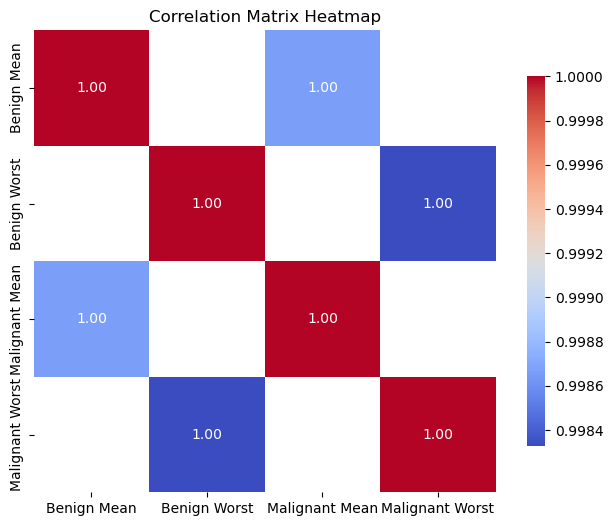 Correlation Matrix Heatmap
Benign Mean
Benign Worst
Malignant Mean
Malignant Worst
1.00
1.00
1.00
1.00
1.00
1.00
1.00
1.00
Benign Mean
Benign Worst
Malignant Mean
Malignant Worst
1.0000
0.9998
0.9996
0.9994
0.9992
0.9990
0.9988
0.9986
0.9984